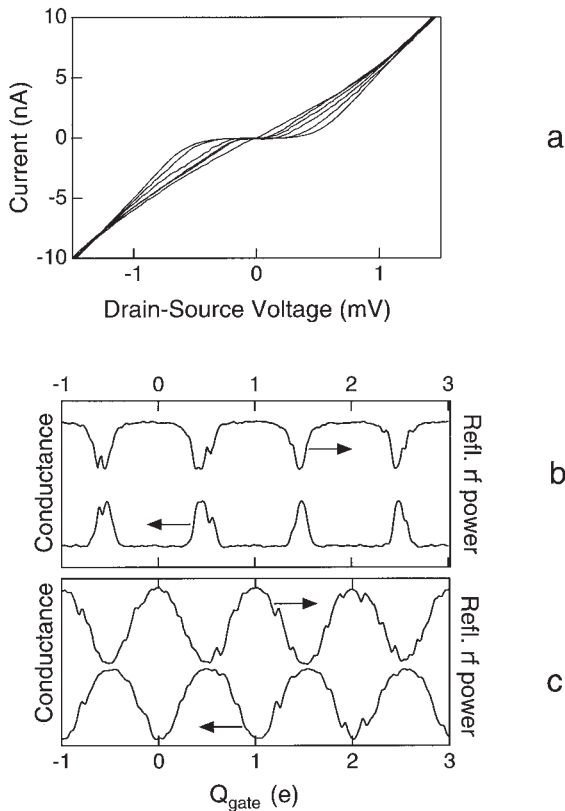 10
5
0
-5
-10
Current (nA)
-1 0 1
Drain-Source Voltage (mV)
a
-1 0 1 2 3
Conductance
Refl. rf power
b
Conductance
Refl. rf power
c
-1 0 1 2 3
Qgate (e)